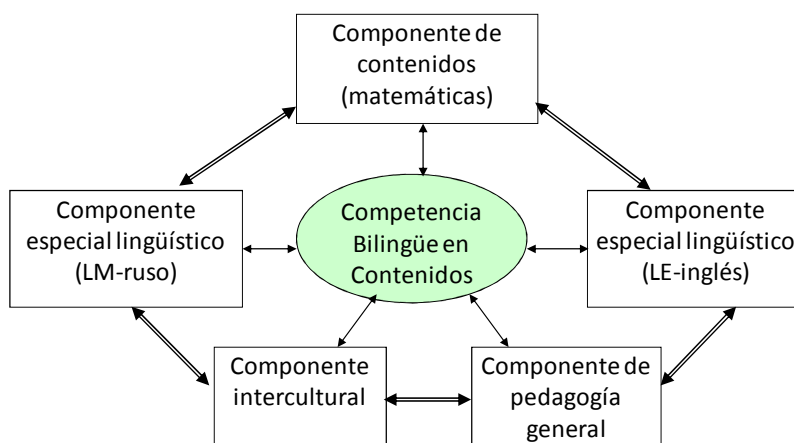 Componente de
contenidos
(matemáticas)
Componente
especial lingüístico
(LM-ruso)
Competencia
Bilingüe en
Contenidos
Componente
especial lingüístico
(LE-inglés)
Componente
intercultural
Componente de
pedagogía
general